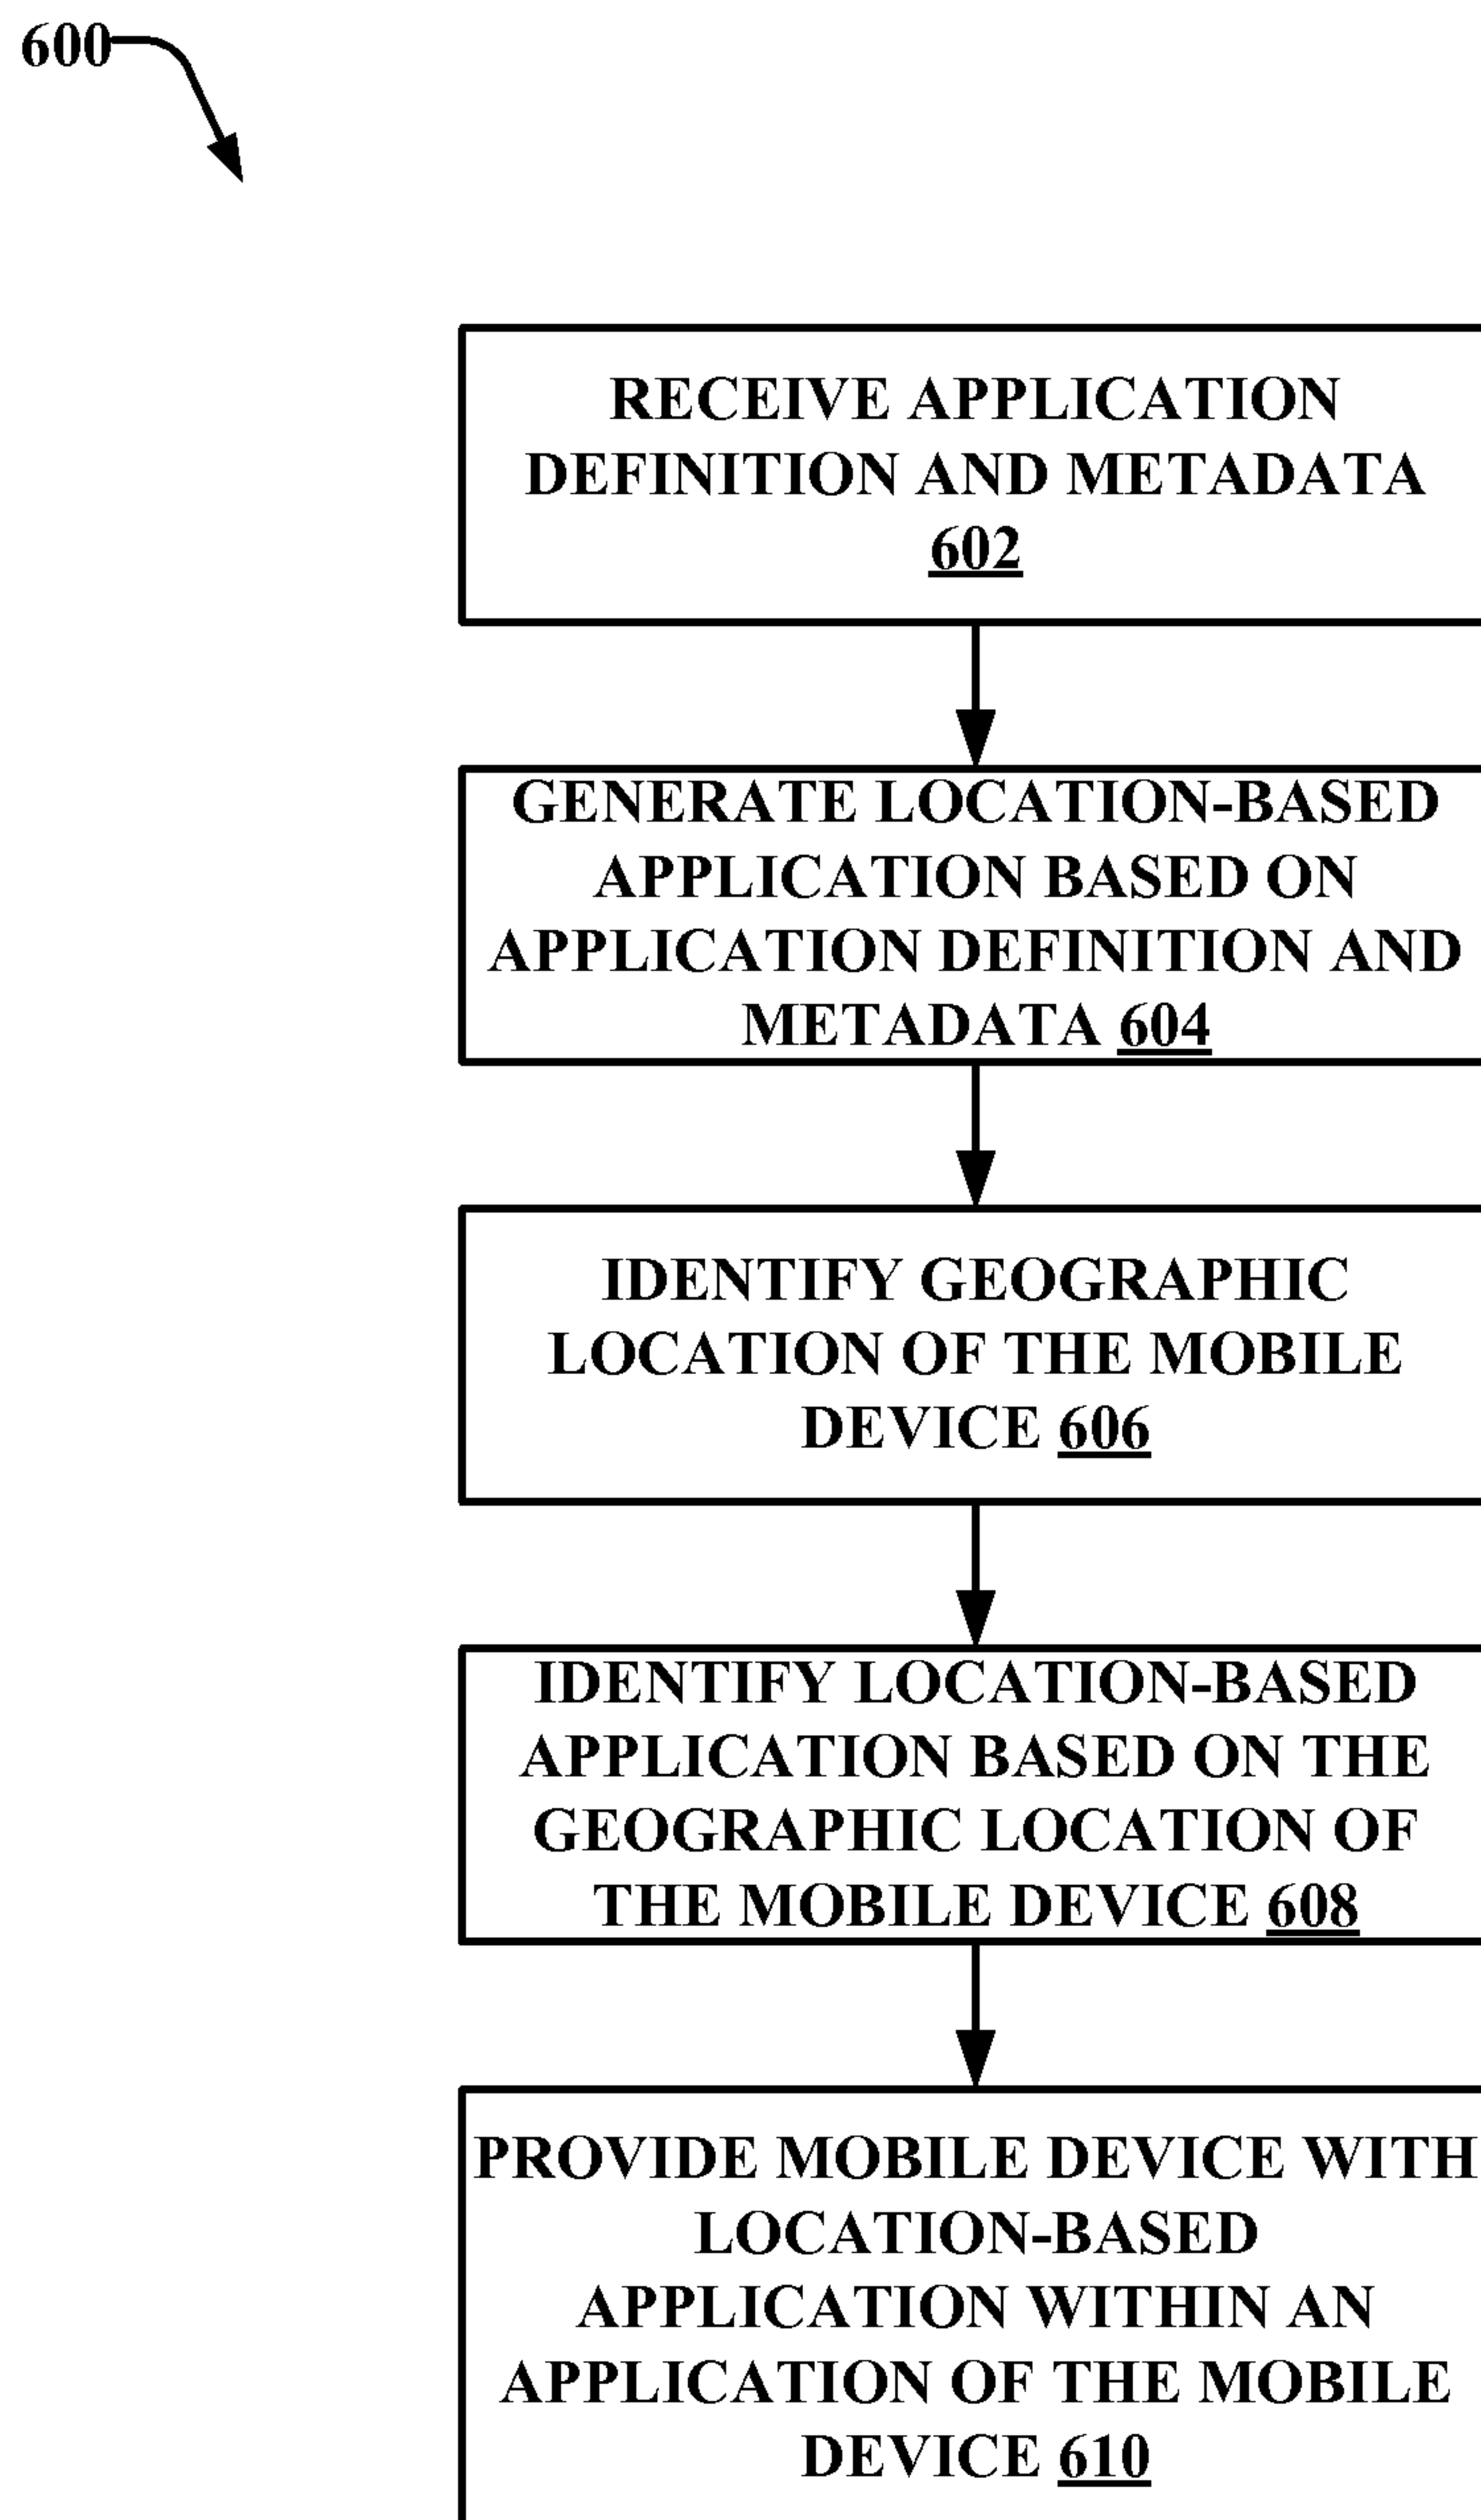 600
RECEIVE APPLICATION
DEFINITION AND METADATA
602
GENERATE LOCATION-BASED
APPLICATION BASED ON
APPLICATION DEFINITION AND
METADATA 604
IDENTIFY GEOGRAPHIC
LOCATION OF THE MOBILE
DEVICE 606
IDENTIFY LOCATION-BASED
APPLICATION BASED ON THE
GEOGRAPHIC LOCATION OF
THE MOBILE DEVICE 608
PROVIDE MOBILE DEVICE WITH
LOCATION-BASED
APPLICATION WITHIN AN
APPLICATION OF THE MOBILE
DEVICE 610